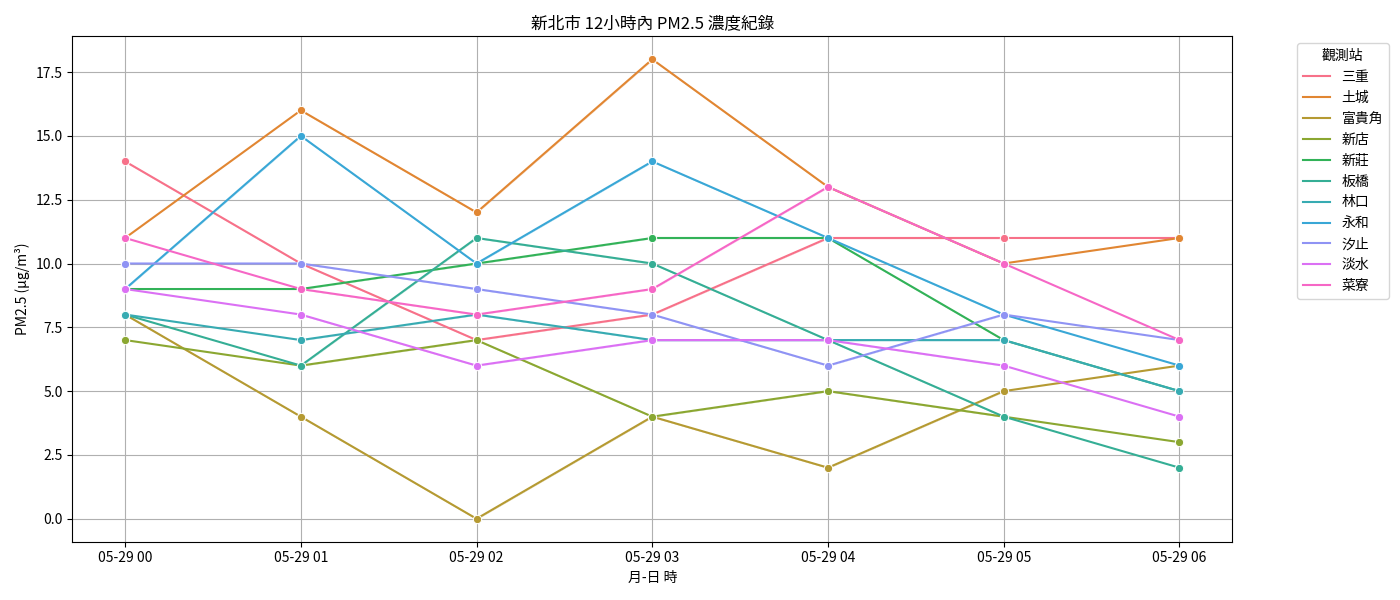 新北市 12小時內 PM2.5 濃度紀錄
PM2.5 (μg/m³)
17.5
15.0
12.5
10.0
7.5
5.0
2.5
0.0
05-29 00
05-29 01
05-29 02
05-29 03
05-29 04
05-29 05
05-29 06
月-日 時
觀測站
三重
土城
富貴角
新店
新莊
板橋
林口
永和
汐止
淡水
菜寮